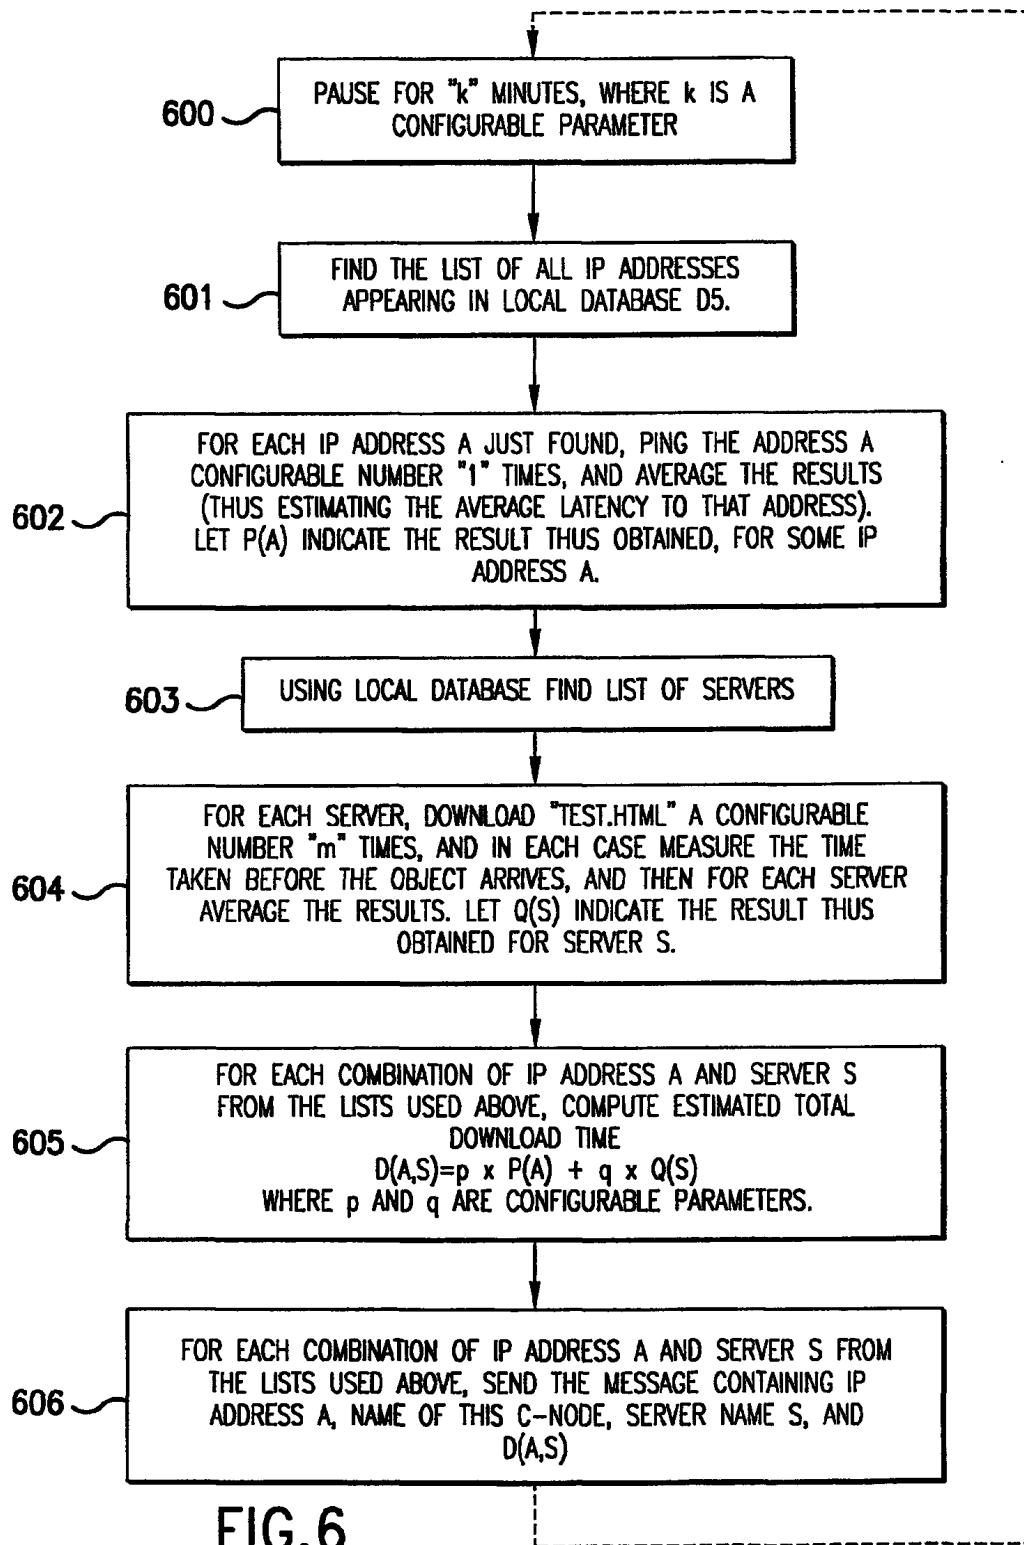 600
PAUSE FOR "k" MINUTES, WHERE k IS A
CONFIGURABLE PARAMETER
601
FIND THE LIST OF ALL IP ADDRESSES
APPEARING IN LOCAL DATABASE D5.
602
FOR EACH IP ADDRESS A JUST FOUND, PING THE ADDRESS A
CONFIGURABLE NUMBER "1" TIMES, AND AVERAGE THE RESULTS
(THUS ESTIMATING THE AVERAGE LATENCY TO THAT ADDRESS).
LET P(A) INDICATE THE RESULT THUS OBTAINED, FOR SOME IP
ADDRESS A.
603
USING LOCAL DATABASE FIND LIST OF SERVERS
604
FOR EACH SERVER, DOWNLOAD "TEST.HTML" A CONFIGURABLE
NUMBER "m" TIMES, AND IN EACH CASE MEASURE THE TIME
TAKEN BEFORE THE OBJECT ARRIVES, AND THEN FOR EACH SERVER
AVERAGE THE RESULTS. LET Q(S) INDICATE THE RESULT THUS
OBTAINED FOR SERVER S.
605
FOR EACH COMBINATION OF IP ADDRESS A AND SERVER S
FROM THE LISTS USED ABOVE, COMPUTE ESTIMATED TOTAL
DOWNLOAD TIME
D(A,S)=p x P(A) + q x Q(S)
WHERE p AND q ARE CONFIGURABLE PARAMETERS.
606
FOR EACH COMBINATION OF IP ADDRESS A AND SERVER S FROM
THE LISTS USED ABOVE, SEND THE MESSAGE CONTAINING IP
ADDRESS A, NAME OF THIS C-NODE, SERVER NAME S, AND
D(A,S)
FIG.6